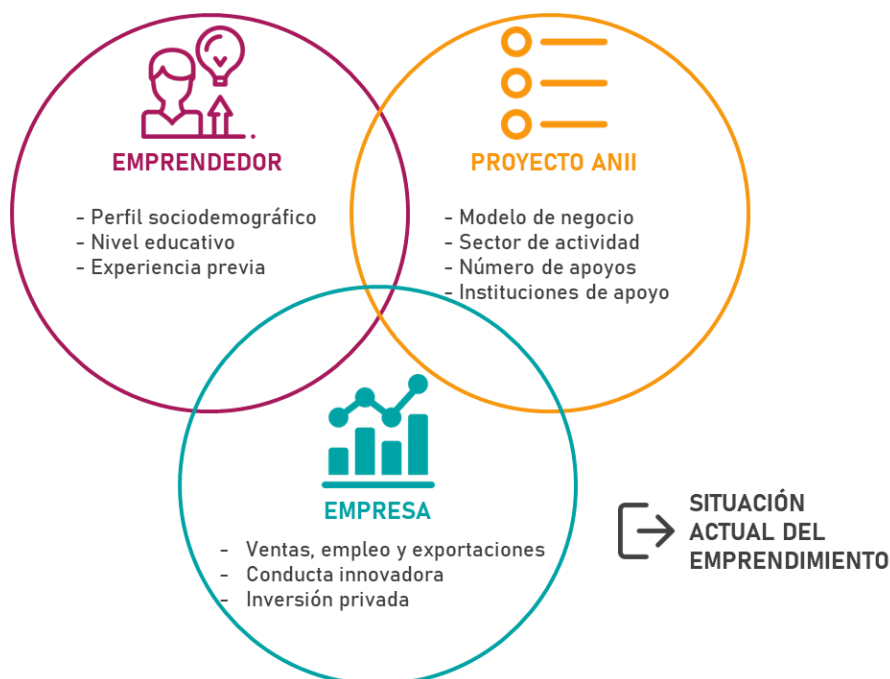 EMPRENDEDOR
- Perfil sociodemográfico
- Nivel educativo
- Experiencia previa
PROYECTO ANII
- Modelo de negocio
- Sector de actividad
- Número de apoyos
- Instituciones de apoyo
EMPRESA
- Ventas, empleo y exportaciones
- Conducta innovadora
- Inversión privada
SITUACIÓN
ACTUAL DEL
EMPRENDIMIENTO